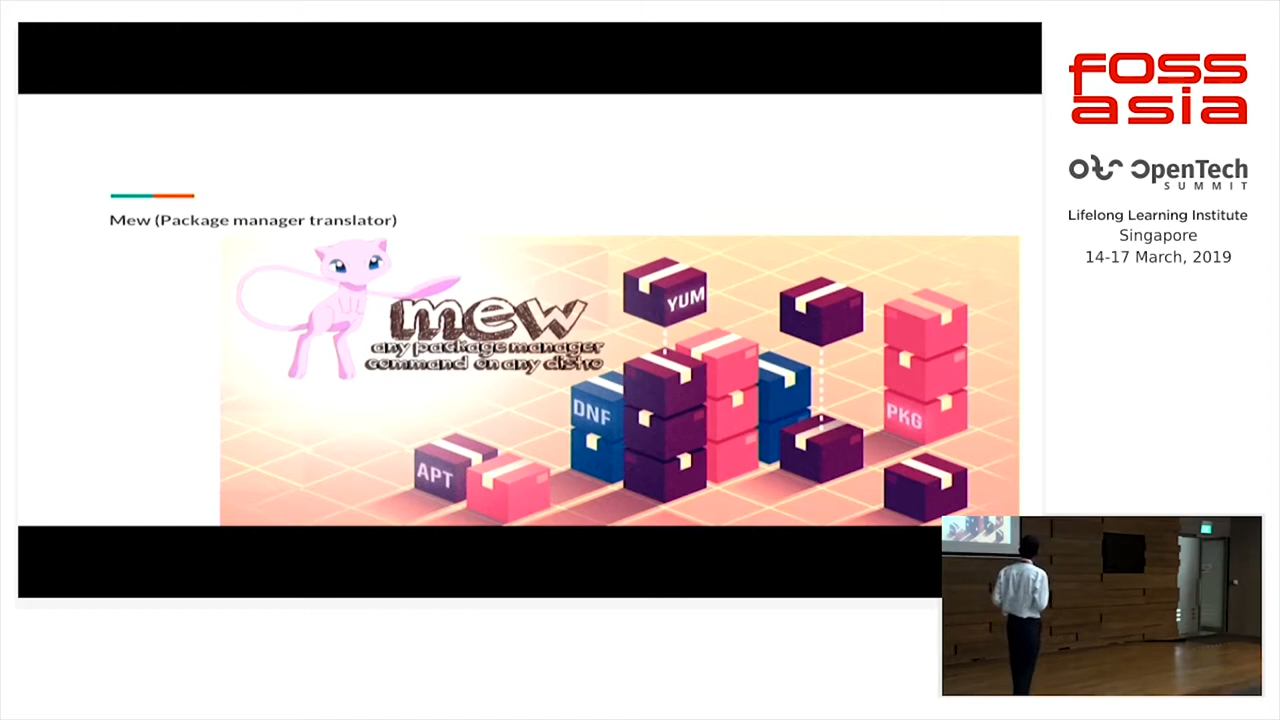 Mew (Package manager translator)
mew
any package manager
command on any distro
YUM
DNF
PKG
APT
foss
asia
OpenTech
SUMMIT
Lifelong Learning Institute
Singapore
14-17 March, 2019